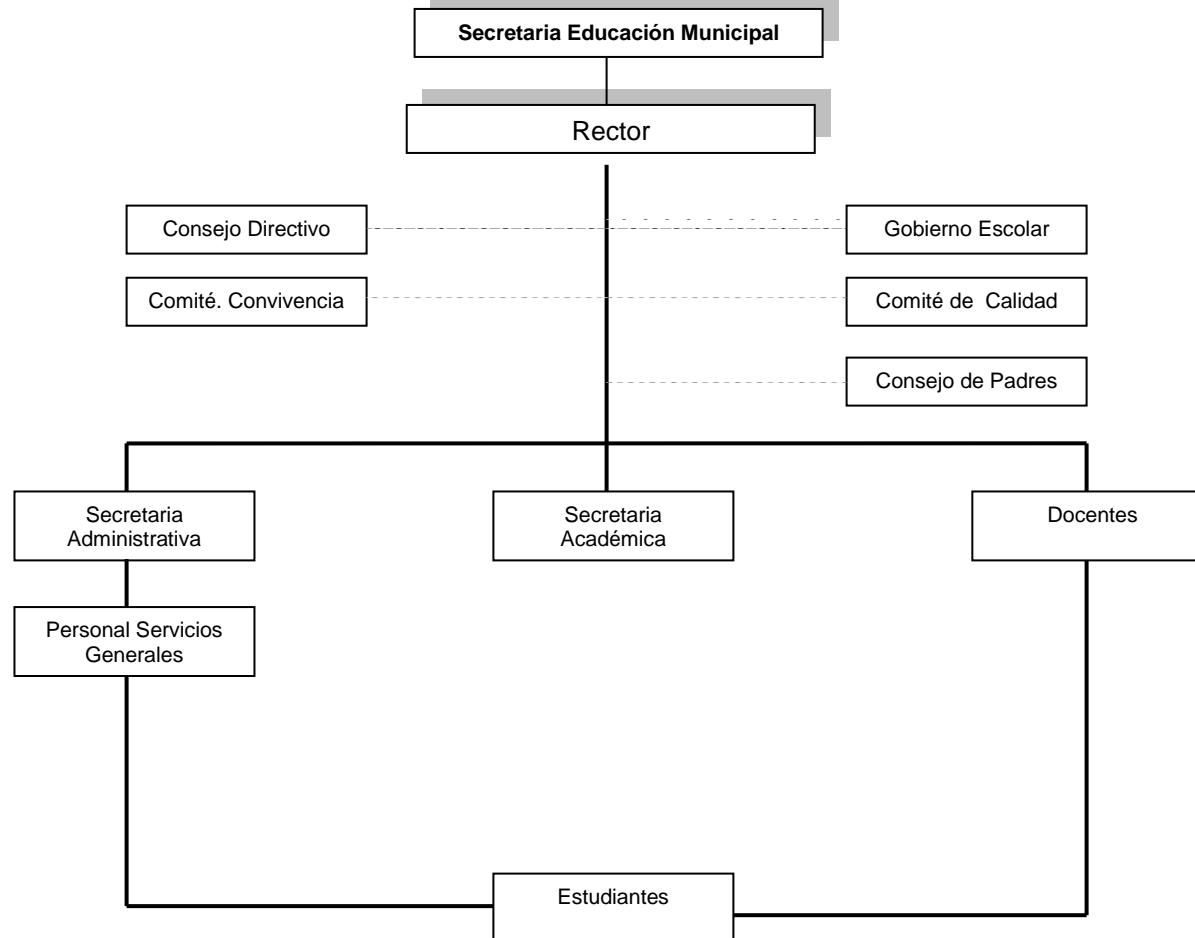 Secretaria Educación Municipal
Rector
Consejo Directivo
Gobierno Escolar
Comité. Convivencia
Comité de  Calidad
Consejo de Padres
Secretaria
Administrativa
Secretaria
Académica
Docentes
Personal Servicios
Generales
Estudiantes